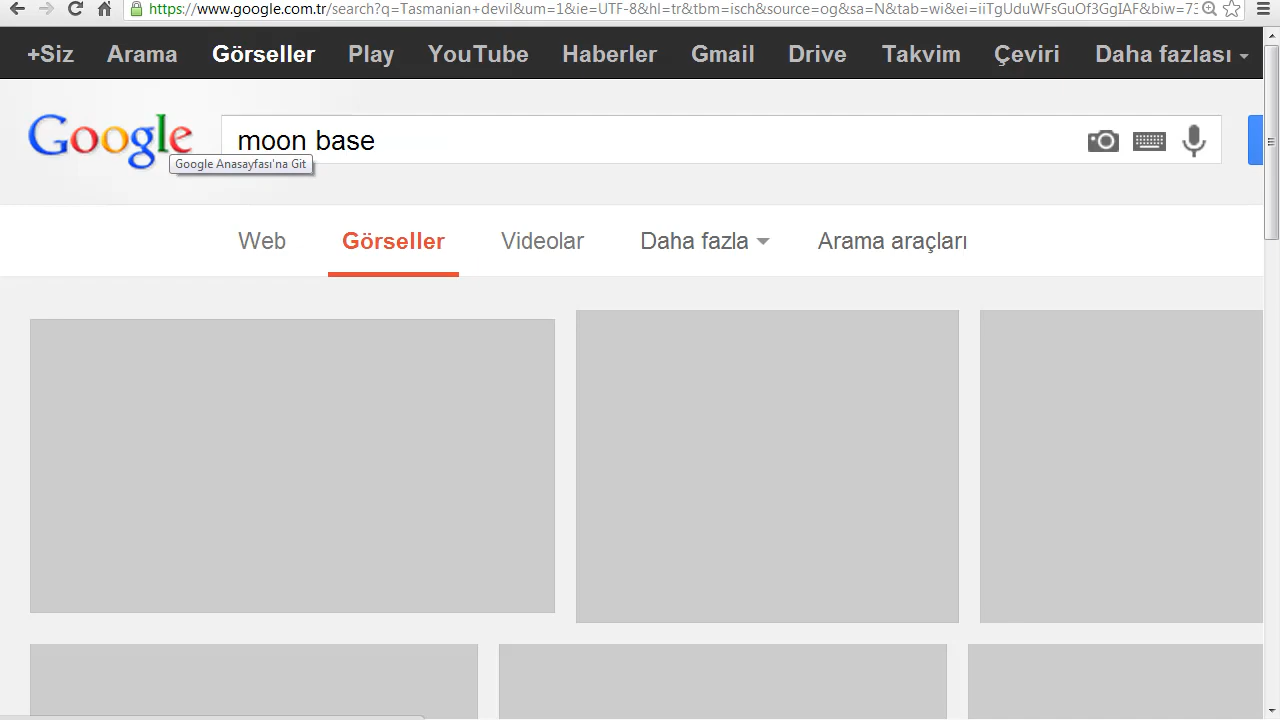 https://www.google.com.tr/search?q=Tasmanian+devil&um=1&ie=UTF-8&hl=tr&tbm=isch&source=og&sa=N&tab=wi&ei=iiTgUduWFsGuOf3GgIAF&biw=73
+Siz Arama Görseller Play YouTube Haberler Gmail Drive Takvim Çeviri Daha fazlası
Google moon base
Google Anasayfası'na Git
Web Görseller Videolar Daha fazla Arama araçları